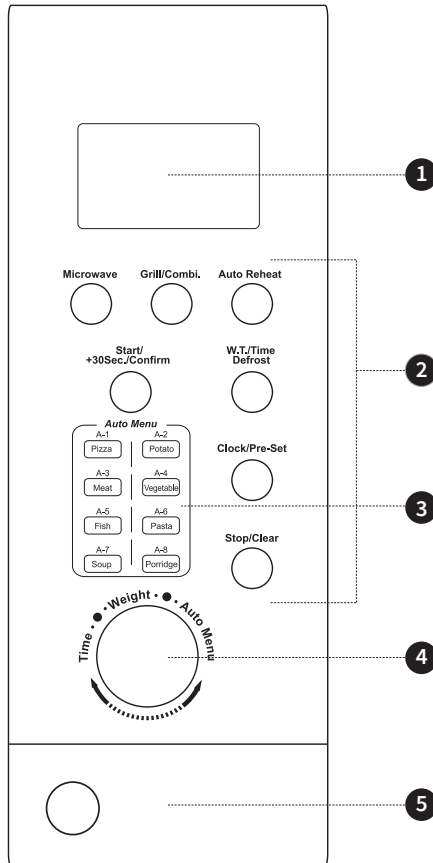 1
Microwave
Grill/Combi.
Auto Reheat
Start/
+30Sec./Confirm
W.T./Time
Defrost
2
Auto Menu
A-1
Pizza
A-2
Potato
A-3
Meat
A-4
Vegetable
A-5
Fish
A-6
Pasta
A-7
Soup
A-8
Porridge
3
Clock/Pre-Set
Stop/Clear
Time · ● · Weight · ● · Auto Menu
4
5